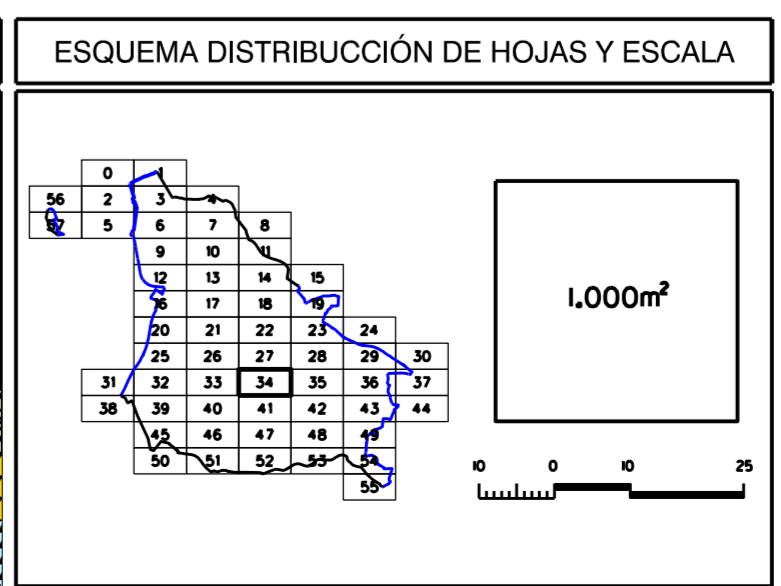 ESQUEMA DISTRIBUCCIÓN DE HOJAS Y ESCALA
0 1
56 2 3 4
57 5 6 7 8
9 10 11
12 13 14 15
16 17 18 19
20 21 22 23 24
25 26 27 28 29 30
31 32 33 34 35 36 37
38 39 40 41 42 43 44
45 46 47 48 49
50 51 52 53 54
55
1.000m²
10 0 10 25